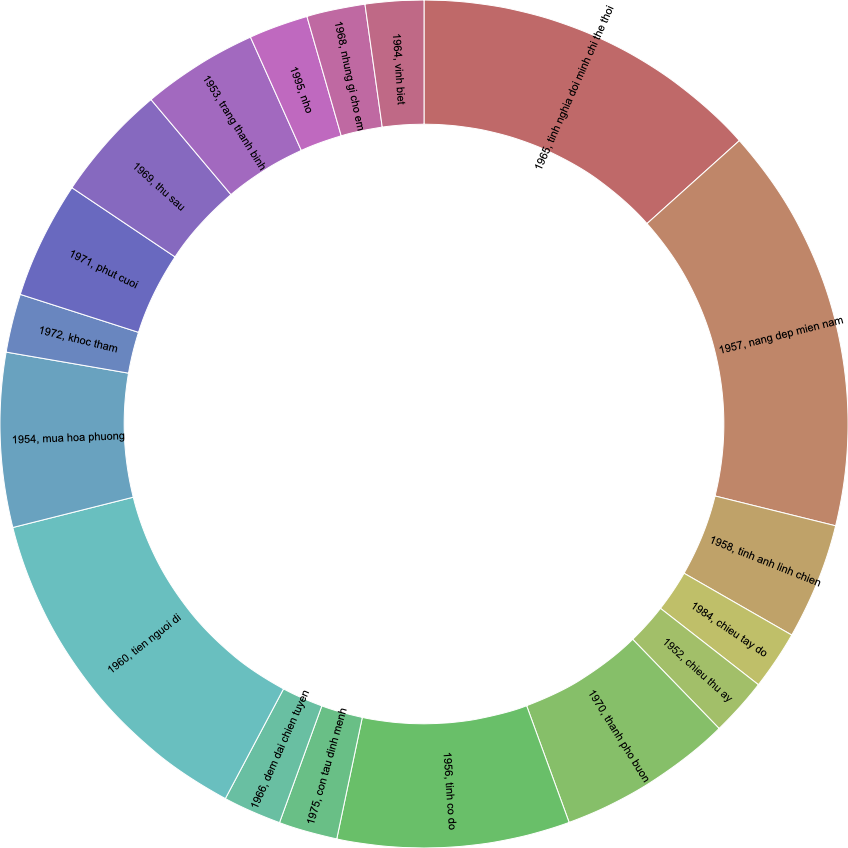 1965, tinh nghia doi minh chi the thoi
1957, nang dep mien nam
1958, tinh anh linh chien
1984, chieu tay do
1952, chieu thu ay
1970, thanh pho buon
1956, tinh co do
1975, con tau dinh menh
1966, dem dai chien tuyen
1960, tien nguoi di
1954, mua hoa phuong
1972, khoc tham
1971, phut cuoi
1969, thu sau
1953, trang thanh binh
1995, nho
1968, nhung gi cho em
1964, vinh biet